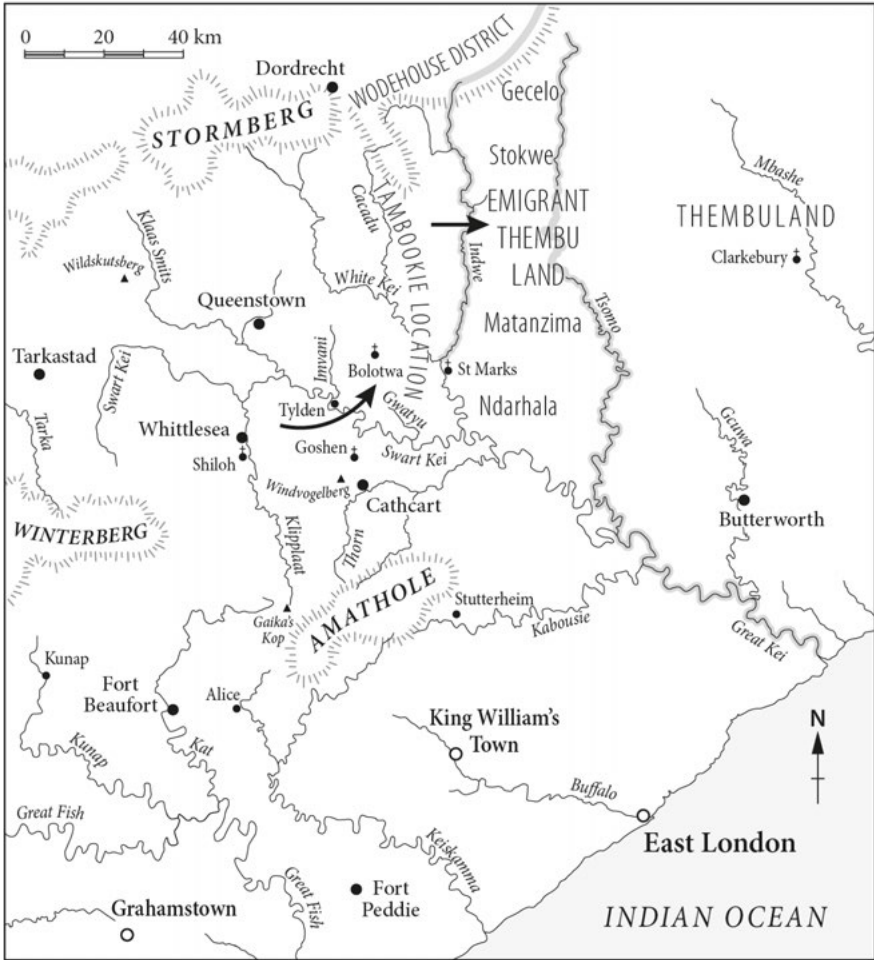 0 20 40 km
Dordrecht
WODEHOUSE DISTRICT
STORMBERG
Gecelo
Stokwe
EMIGRANT
THEMBU
LAND
Mbashe
THEMBULAND
Clarkebury
TAMBOOKIE LOCATION
Cacadu
Indwe
Klaas Smits
Wildskutsberg
White Kei
Queenstown
Matanzima
Tsomo
Tarkastad
Swart Kei
Imvani
Bolotwa
St Marks
Tylden
Gwatyu
Ndarhala
Gcuwa
Tarka
Whittlesea
Shiloh
Goshen
Swart Kei
Windvogelberg
Cathcart
Butterworth
WINTERBERG
Klipplaat
Thorn
AMATHOLE
Gaika's
Kop
Stutterheim
Kabousie
Great Kei
Kunap
Fort
Beaufort
Alice
King William's
Town
N
Kunap
Kat
Buffalo
Great Fish
Keiskamma
East London
Great Fish
Fort
Peddie
Grahamstown
INDIAN OCEAN